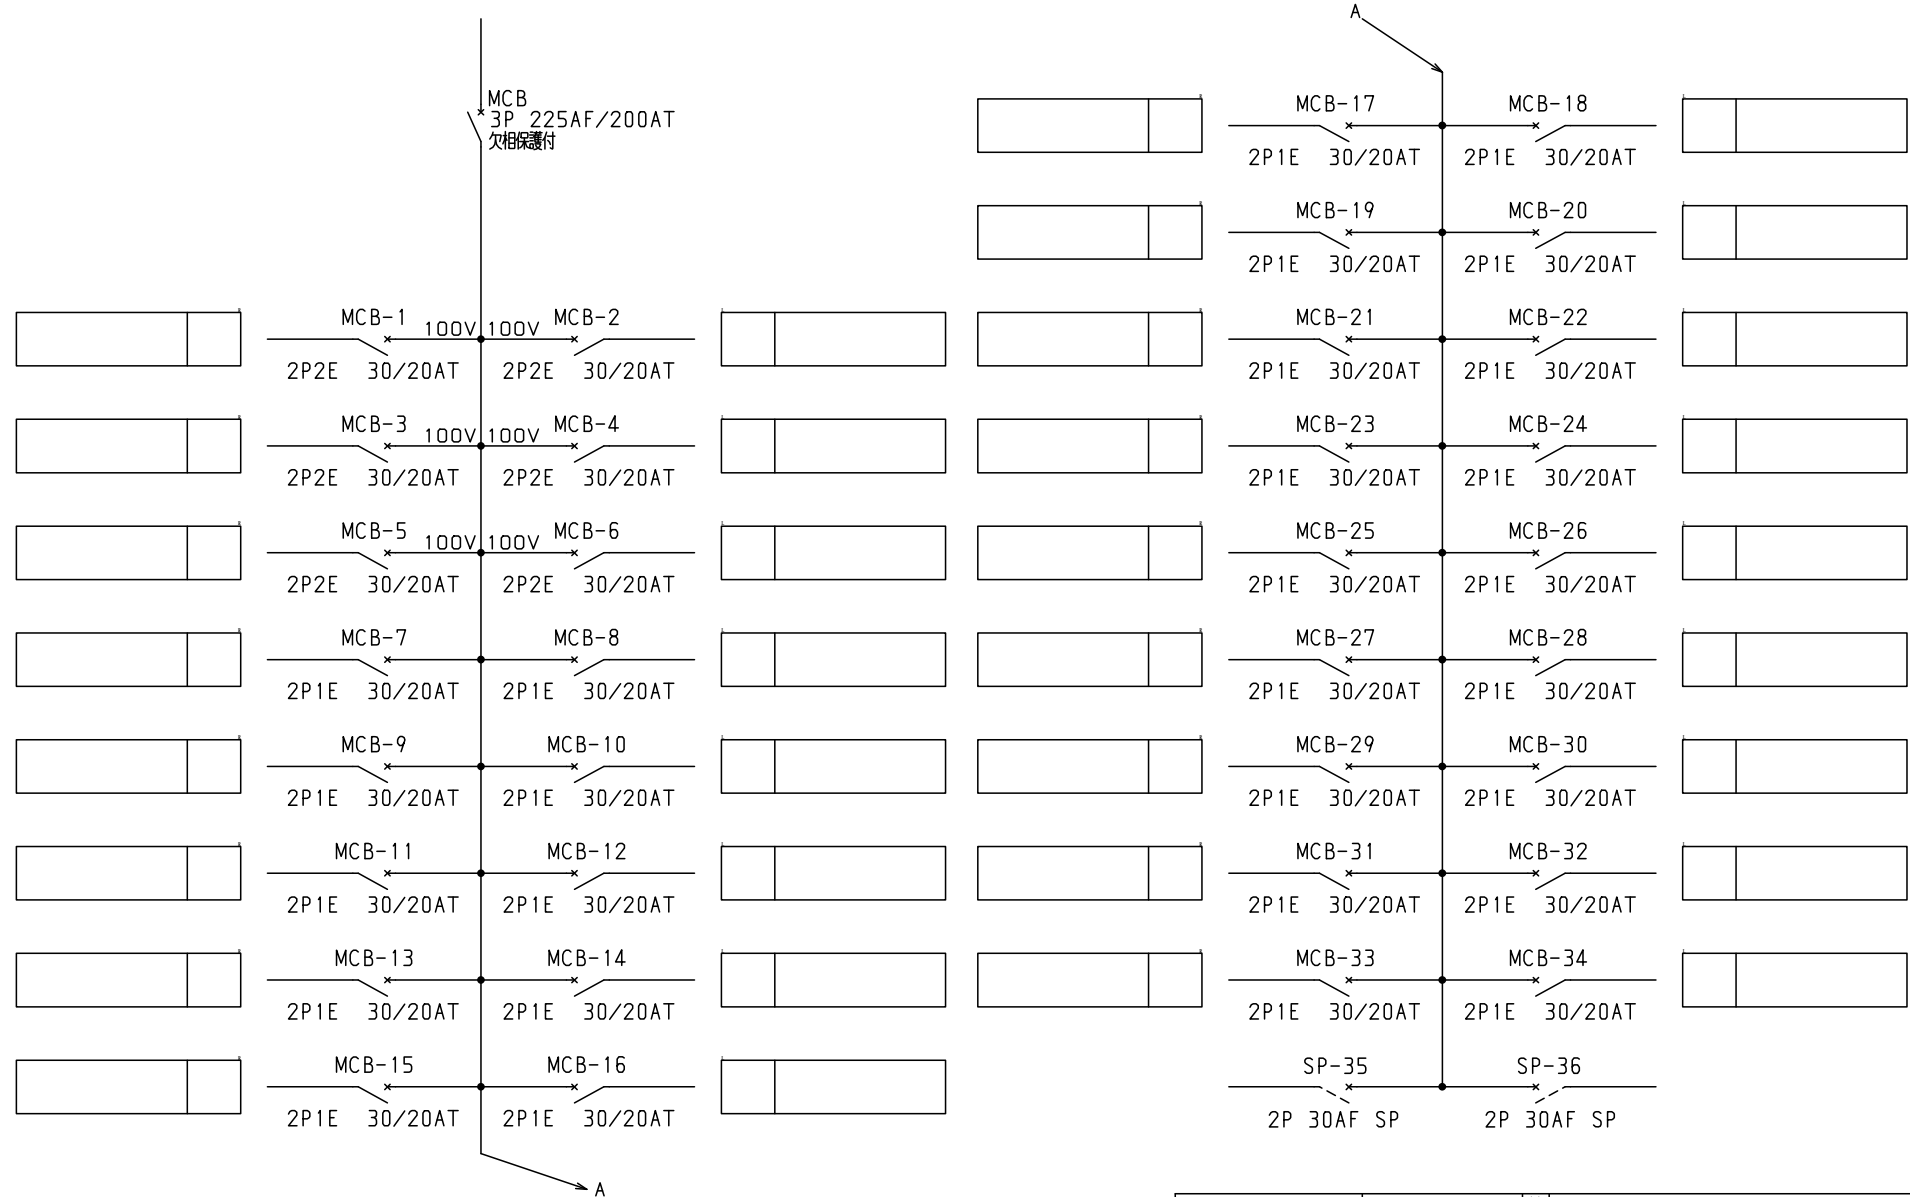 MCB
3P 225AF/200AT
欠相保護付
MCB-1 100V 100V MCB-2
2P2E 30/20AT 2P2E 30/20AT
MCB-3 100V 100V MCB-4
2P2E 30/20AT 2P2E 30/20AT
MCB-5 100V 100V MCB-6
2P2E 30/20AT 2P2E 30/20AT
MCB-7 MCB-8
2P1E 30/20AT 2P1E 30/20AT
MCB-9 MCB-10
2P1E 30/20AT 2P1E 30/20AT
MCB-11 MCB-12
2P1E 30/20AT 2P1E 30/20AT
MCB-13 MCB-14
2P1E 30/20AT 2P1E 30/20AT
MCB-15 MCB-16
2P1E 30/20AT 2P1E 30/20AT
A
A
MCB-17 MCB-18
2P1E 30/20AT 2P1E 30/20AT
MCB-19 MCB-20
2P1E 30/20AT 2P1E 30/20AT
MCB-21 MCB-22
2P1E 30/20AT 2P1E 30/20AT
MCB-23 MCB-24
2P1E 30/20AT 2P1E 30/20AT
MCB-25 MCB-26
2P1E 30/20AT 2P1E 30/20AT
MCB-27 MCB-28
2P1E 30/20AT 2P1E 30/20AT
MCB-29 MCB-30
2P1E 30/20AT 2P1E 30/20AT
MCB-31 MCB-32
2P1E 30/20AT 2P1E 30/20AT
MCB-33 MCB-34
2P1E 30/20AT 2P1E 30/20AT
SP-35 SP-36
2P 30AF SP 2P 30AF SP